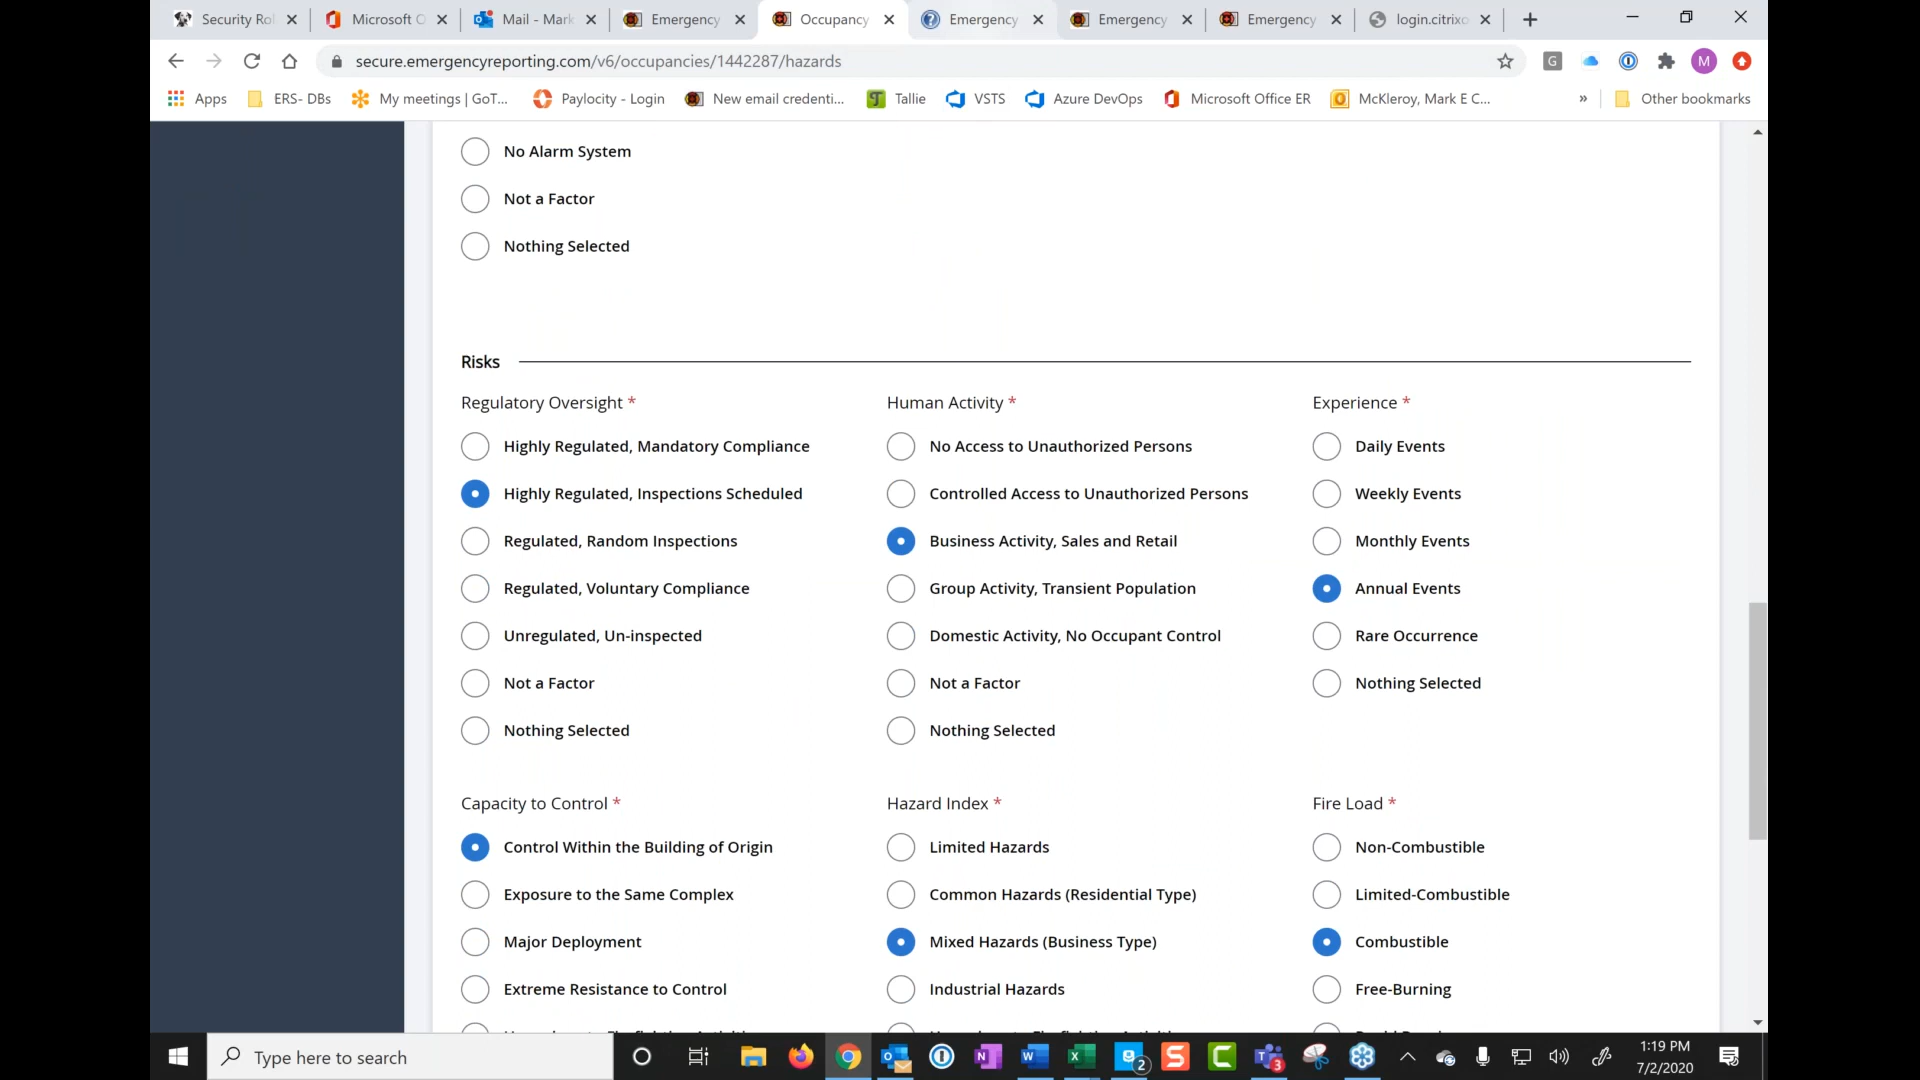 Security Rol
Microsoft O
Mail - Mark
Emergency
Occupancy
Emergency
Emergency
Emergency
login.citrixo
secure.emergencyreporting.com/v6/occupancies/1442287/hazards
G
M
Apps
ERS- DBs
My meetings | GoT...
Paylocity - Login
New email credenti...
Tallie
VSTS
Azure DevOps
Microsoft Office ER
McKleroy, Mark E C...
»
Other bookmarks
No Alarm System
Not a Factor
Nothing Selected
Risks
Regulatory Oversight *
Highly Regulated, Mandatory Compliance
Highly Regulated, Inspections Scheduled
Regulated, Random Inspections
Regulated, Voluntary Compliance
Unregulated, Un-inspected
Not a Factor
Nothing Selected
Human Activity *
No Access to Unauthorized Persons
Controlled Access to Unauthorized Persons
Business Activity, Sales and Retail
Group Activity, Transient Population
Domestic Activity, No Occupant Control
Not a Factor
Nothing Selected
Experience *
Daily Events
Weekly Events
Monthly Events
Annual Events
Rare Occurrence
Nothing Selected
Capacity to Control *
Control Within the Building of Origin
Exposure to the Same Complex
Major Deployment
Extreme Resistance to Control
Hazard Index *
Limited Hazards
Common Hazards (Residential Type)
Mixed Hazards (Business Type)
Industrial Hazards
Fire Load *
Non-Combustible
Limited-Combustible
Combustible
Free-Burning
Type here to search
2
3
1:19 PM
7/2/2020